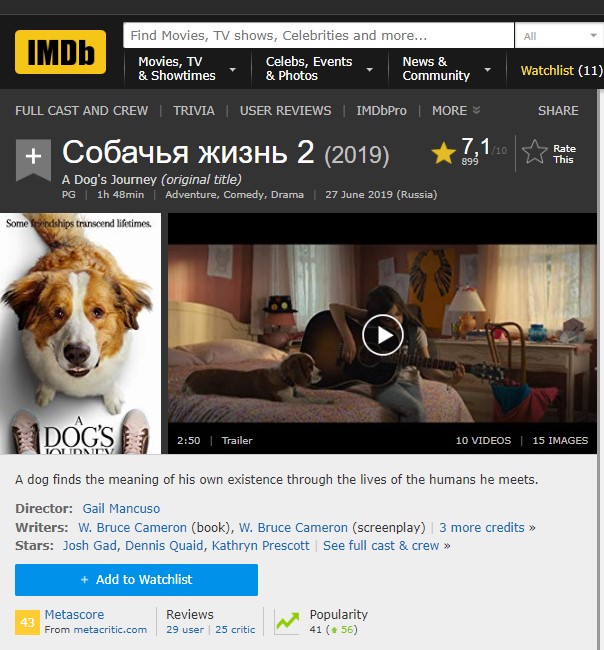 IMDb
Find Movies, TV shows, Celebrities and more...
All
Movies, TV
& Showtimes
Celebs, Events
& Photos
News &
Community
Watchlist (11)
FULL CAST AND CREW | TRIVIA | USER REVIEWS | IMDbPro | MORE
SHARE
+
Собачья жизнь 2 (2019)
A Dog's Journey (original title)
PG | 1h 48min | Adventure, Comedy, Drama | 27 June 2019 (Russia)
7,1/10
899
Rate
This
Some friendships transcend lifetimes.
A
DOG'S
JOURNEY
2:50 | Trailer
10 VIDEOS | 15 IMAGES
A dog finds the meaning of his own existence through the lives of the humans he meets.
Director: Gail Mancuso
Writers: W. Bruce Cameron (book), W. Bruce Cameron (screenplay) | 3 more credits »
Stars: Josh Gad, Dennis Quaid, Kathryn Prescott | See full cast & crew »
+ Add to Watchlist
43
Metascore
From metacritic.com
Reviews
29 user | 25 critic
Popularity
41 (56)